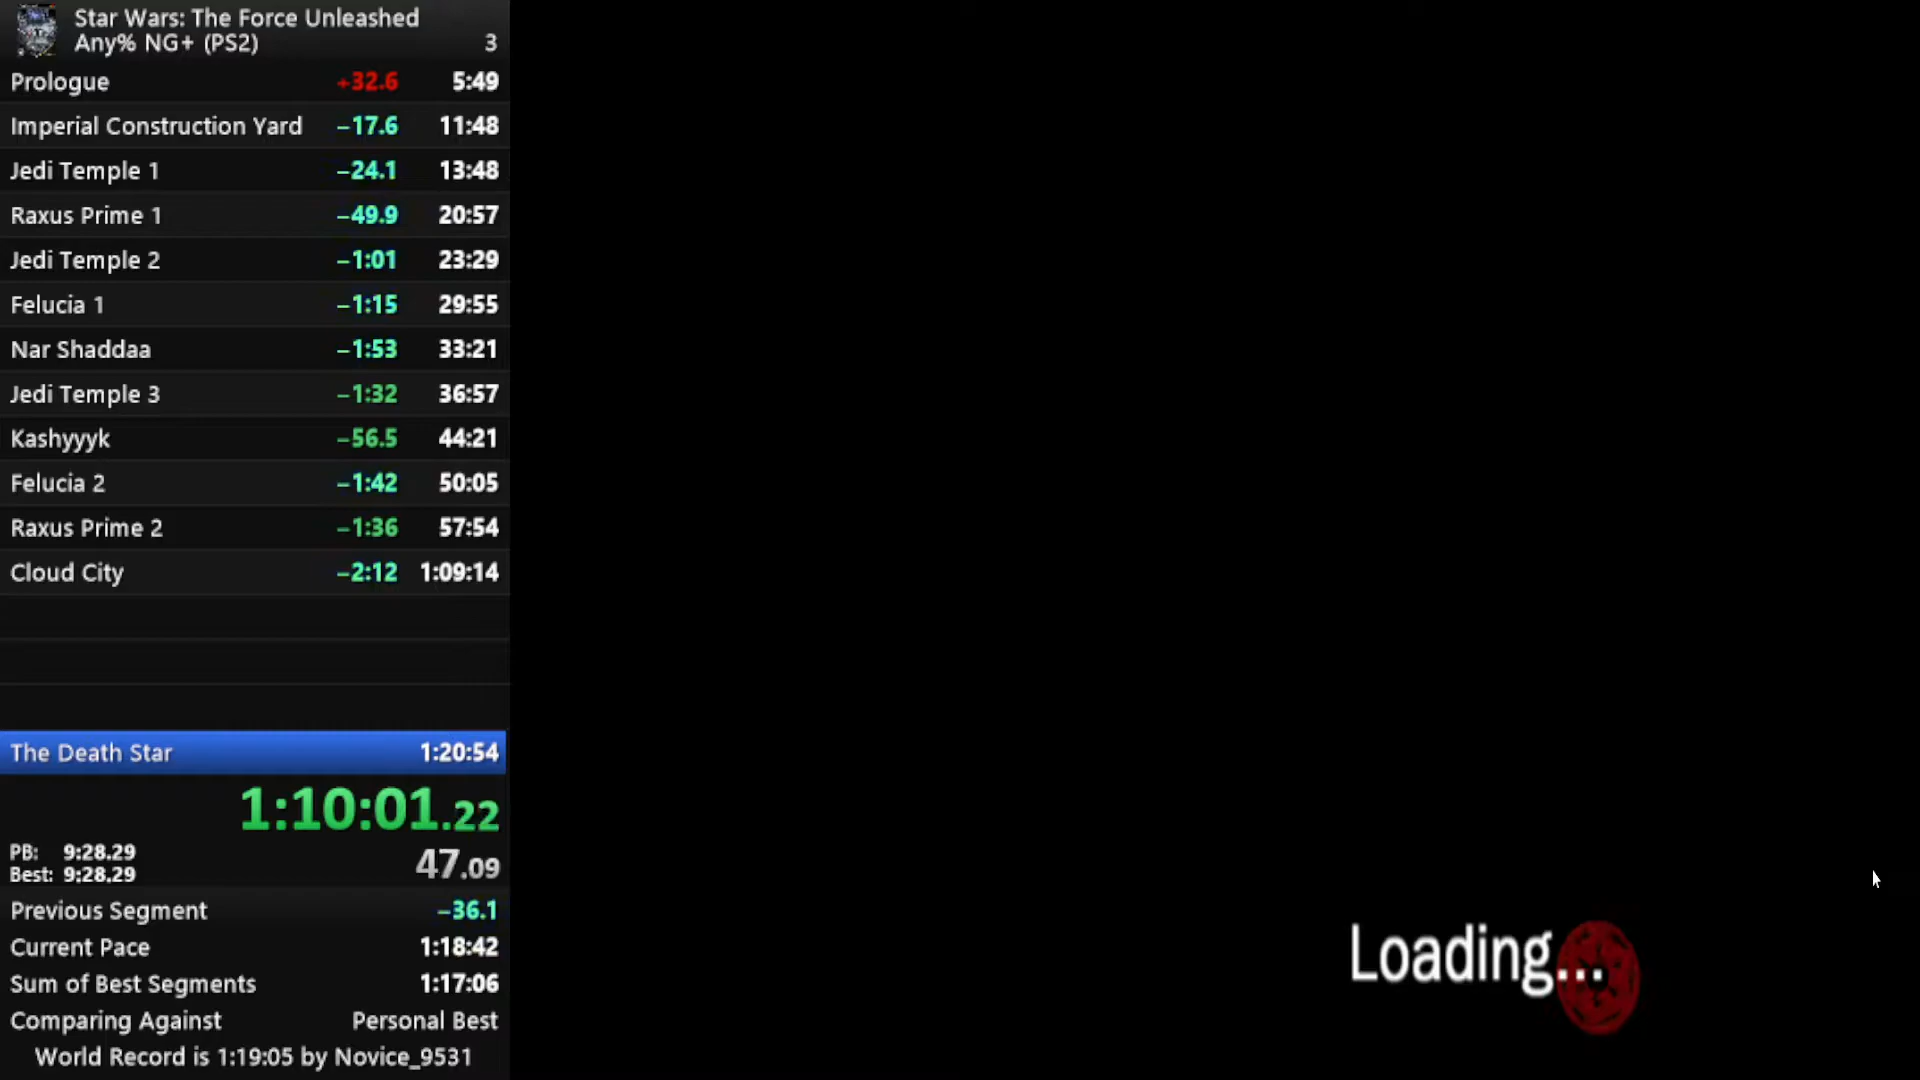 Star Wars: The Force Unleashed
Any% NG+ (PS2) 3
Prologue +32.6 5:49
Imperial Construction Yard −17.6 11:48
Jedi Temple 1 −24.1 13:48
Raxus Prime 1 −49.9 20:57
Jedi Temple 2 −1:01 23:29
Felucia 1 −1:15 29:55
Nar Shaddaa −1:53 33:21
Jedi Temple 3 −1:32 36:57
Kashyyyk −56.5 44:21
Felucia 2 −1:42 50:05
Raxus Prime 2 −1:36 57:54
Cloud City −2:12 1:09:14
The Death Star 1:20:54
1:10:01.22
PB: 9:28.29
Best: 9:28.29
47.09
Previous Segment −36.1
Current Pace 1:18:42
Sum of Best Segments 1:17:06
Comparing Against Personal Best
World Record is 1:19:05 by Novice_9531
Loading...